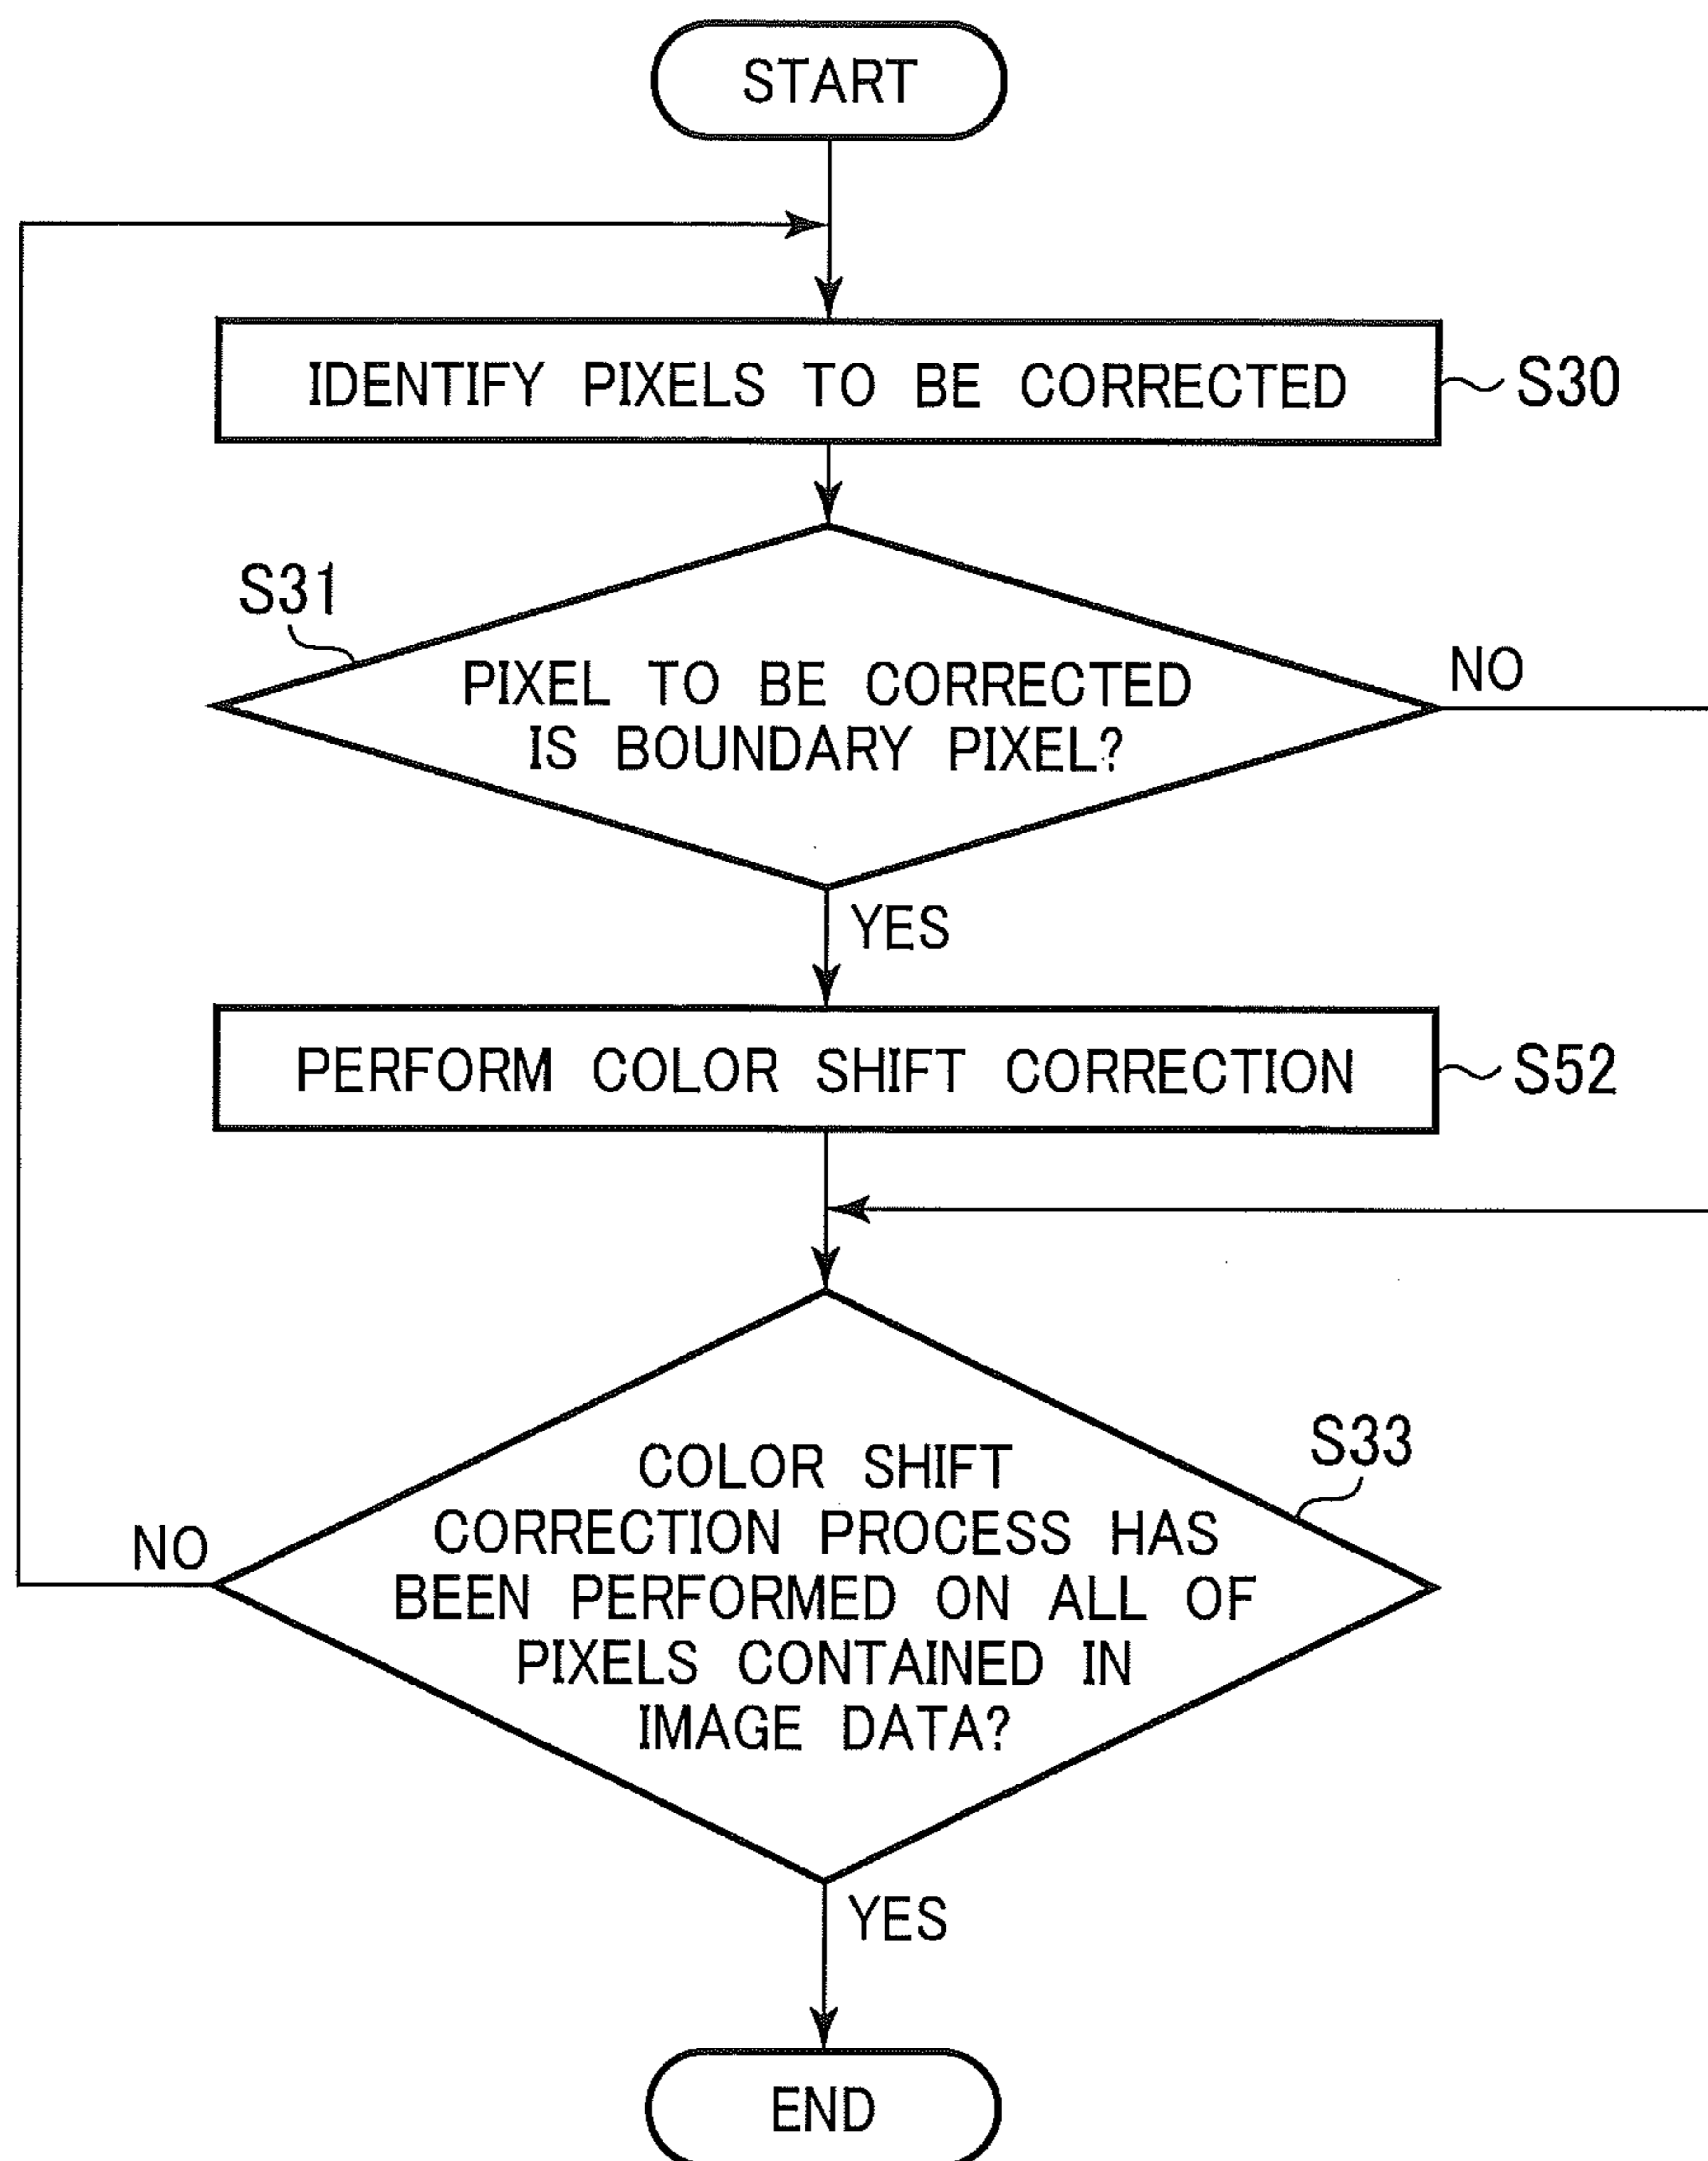 START
IDENTIFY PIXELS TO BE CORRECTED
S30
S31
PIXEL TO BE CORRECTED
IS BOUNDARY PIXEL?
NO
YES
PERFORM COLOR SHIFT CORRECTION
S52
S33
COLOR SHIFT
CORRECTION PROCESS HAS
BEEN PERFORMED ON ALL OF
PIXELS CONTAINED IN
IMAGE DATA?
NO
YES
END